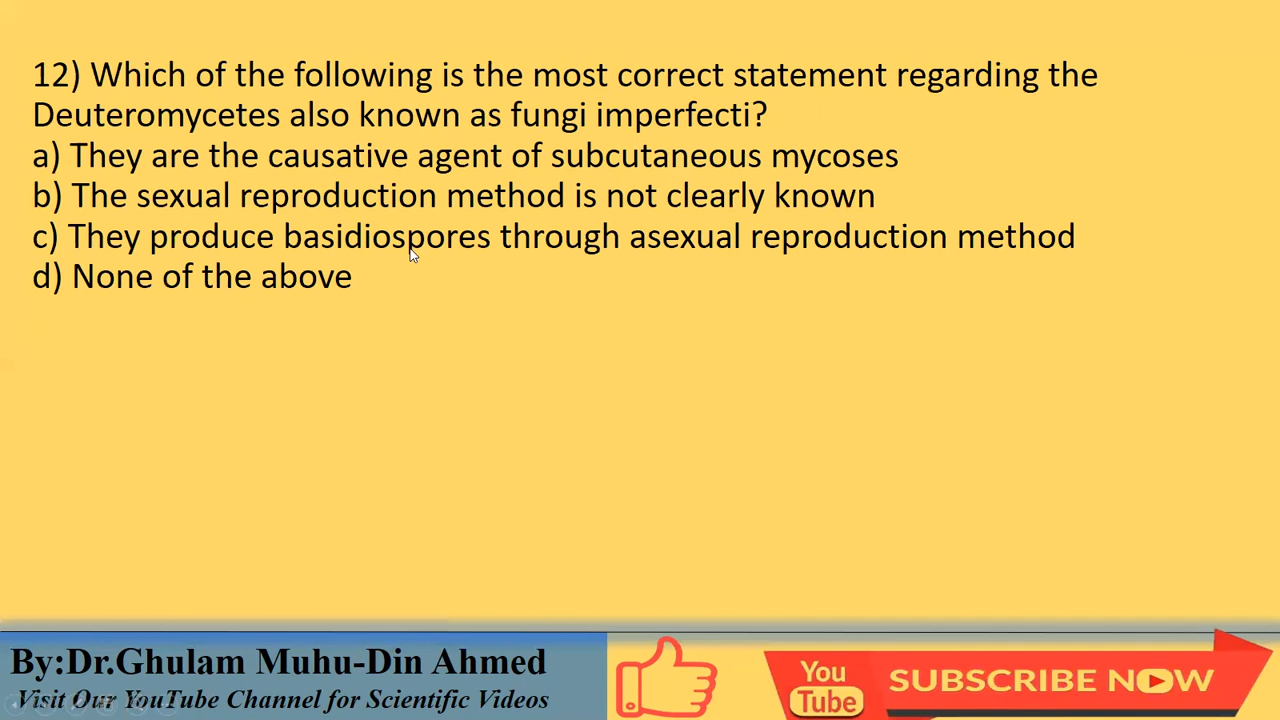 12) Which of the following is the most correct statement regarding the
Deuteromycetes also known as fungi imperfecti?
a) They are the causative agent of subcutaneous mycoses
b) The sexual reproduction method is not clearly known
c) They produce basidiospores through asexual reproduction method
d) None of the above
By:Dr.Ghulam Muhu-Din Ahmed
Visit Our YouTube Channel for Scientific Videos
You
Tube
SUBSCRIBE NOW